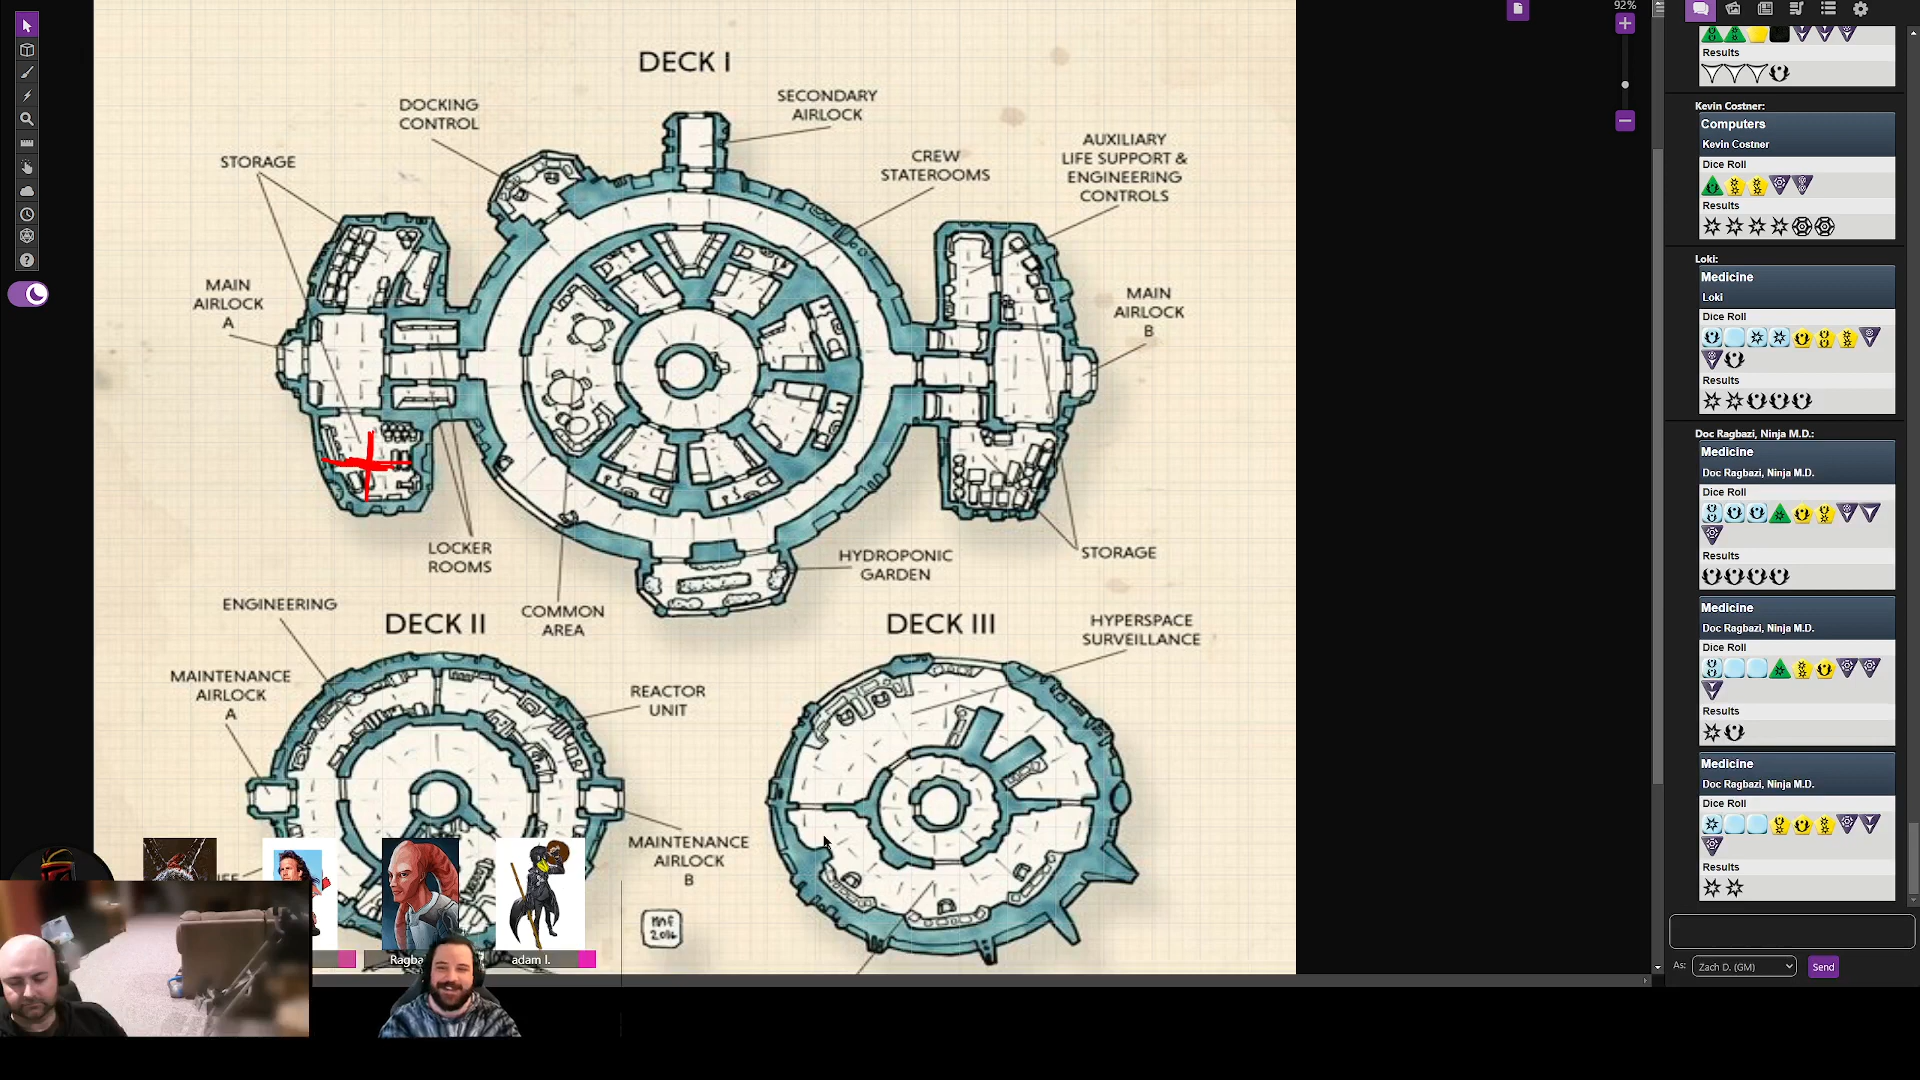 92%
DECK I
DOCKING
CONTROL
SECONDARY
AIRLOCK
STORAGE
CREW
STATEROOMS
AUXILIARY
LIFE SUPPORT &
ENGINEERING
CONTROLS
MAIN
AIRLOCK
A
MAIN
AIRLOCK
B
LOCKER
ROOMS
HYDROPONIC
GARDEN
STORAGE
COMMON
AREA
ENGINEERING
DECK II
DECK III
HYPERSPACE
SURVEILLANCE
MAINTENANCE
AIRLOCK
A
REACTOR
UNIT
MAINTENANCE
AIRLOCK
B
2016
adam l.
Results
Kevin Costner:
Computers
Kevin Costner
Dice Roll
Results
Loki:
Medicine
Loki
Dice Roll
Results
Doc Ragbazi, Ninja M.D.:
Medicine
Doc Ragbazi, Ninja M.D.
Dice Roll
Results
Medicine
Doc Ragbazi, Ninja M.D.
Dice Roll
Results
Medicine
Doc Ragbazi, Ninja M.D.
Dice Roll
Results
As:
Zach D. (GM)
Send